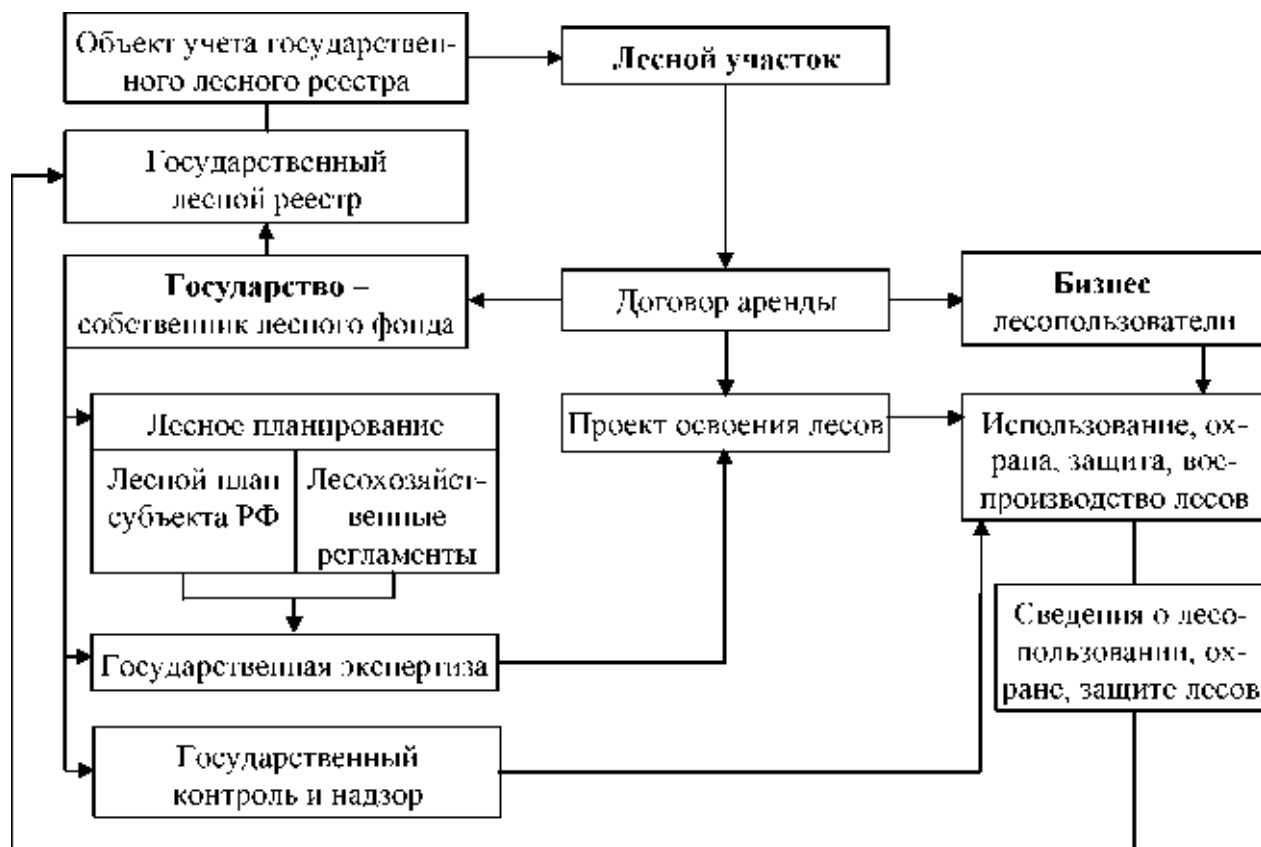 Объект учета государствен-
ного лесного реестра
Лесной участок
Государственный
лесной реестр
Государство –
собственник лесного фонда
Договор аренды
Бизнес
лесопользователи
Лесное планирование
Лесной план
субъекта РФ
Лесохозяйст-
венные
регламенты
Проект освоения лесов
Использование, ох-
рана, защита, вос-
производство лесов
Государственная экспертиза
Сведения о лесо-
пользовании, ох-
ране, защите лесов
Государственный
контроль и надзор